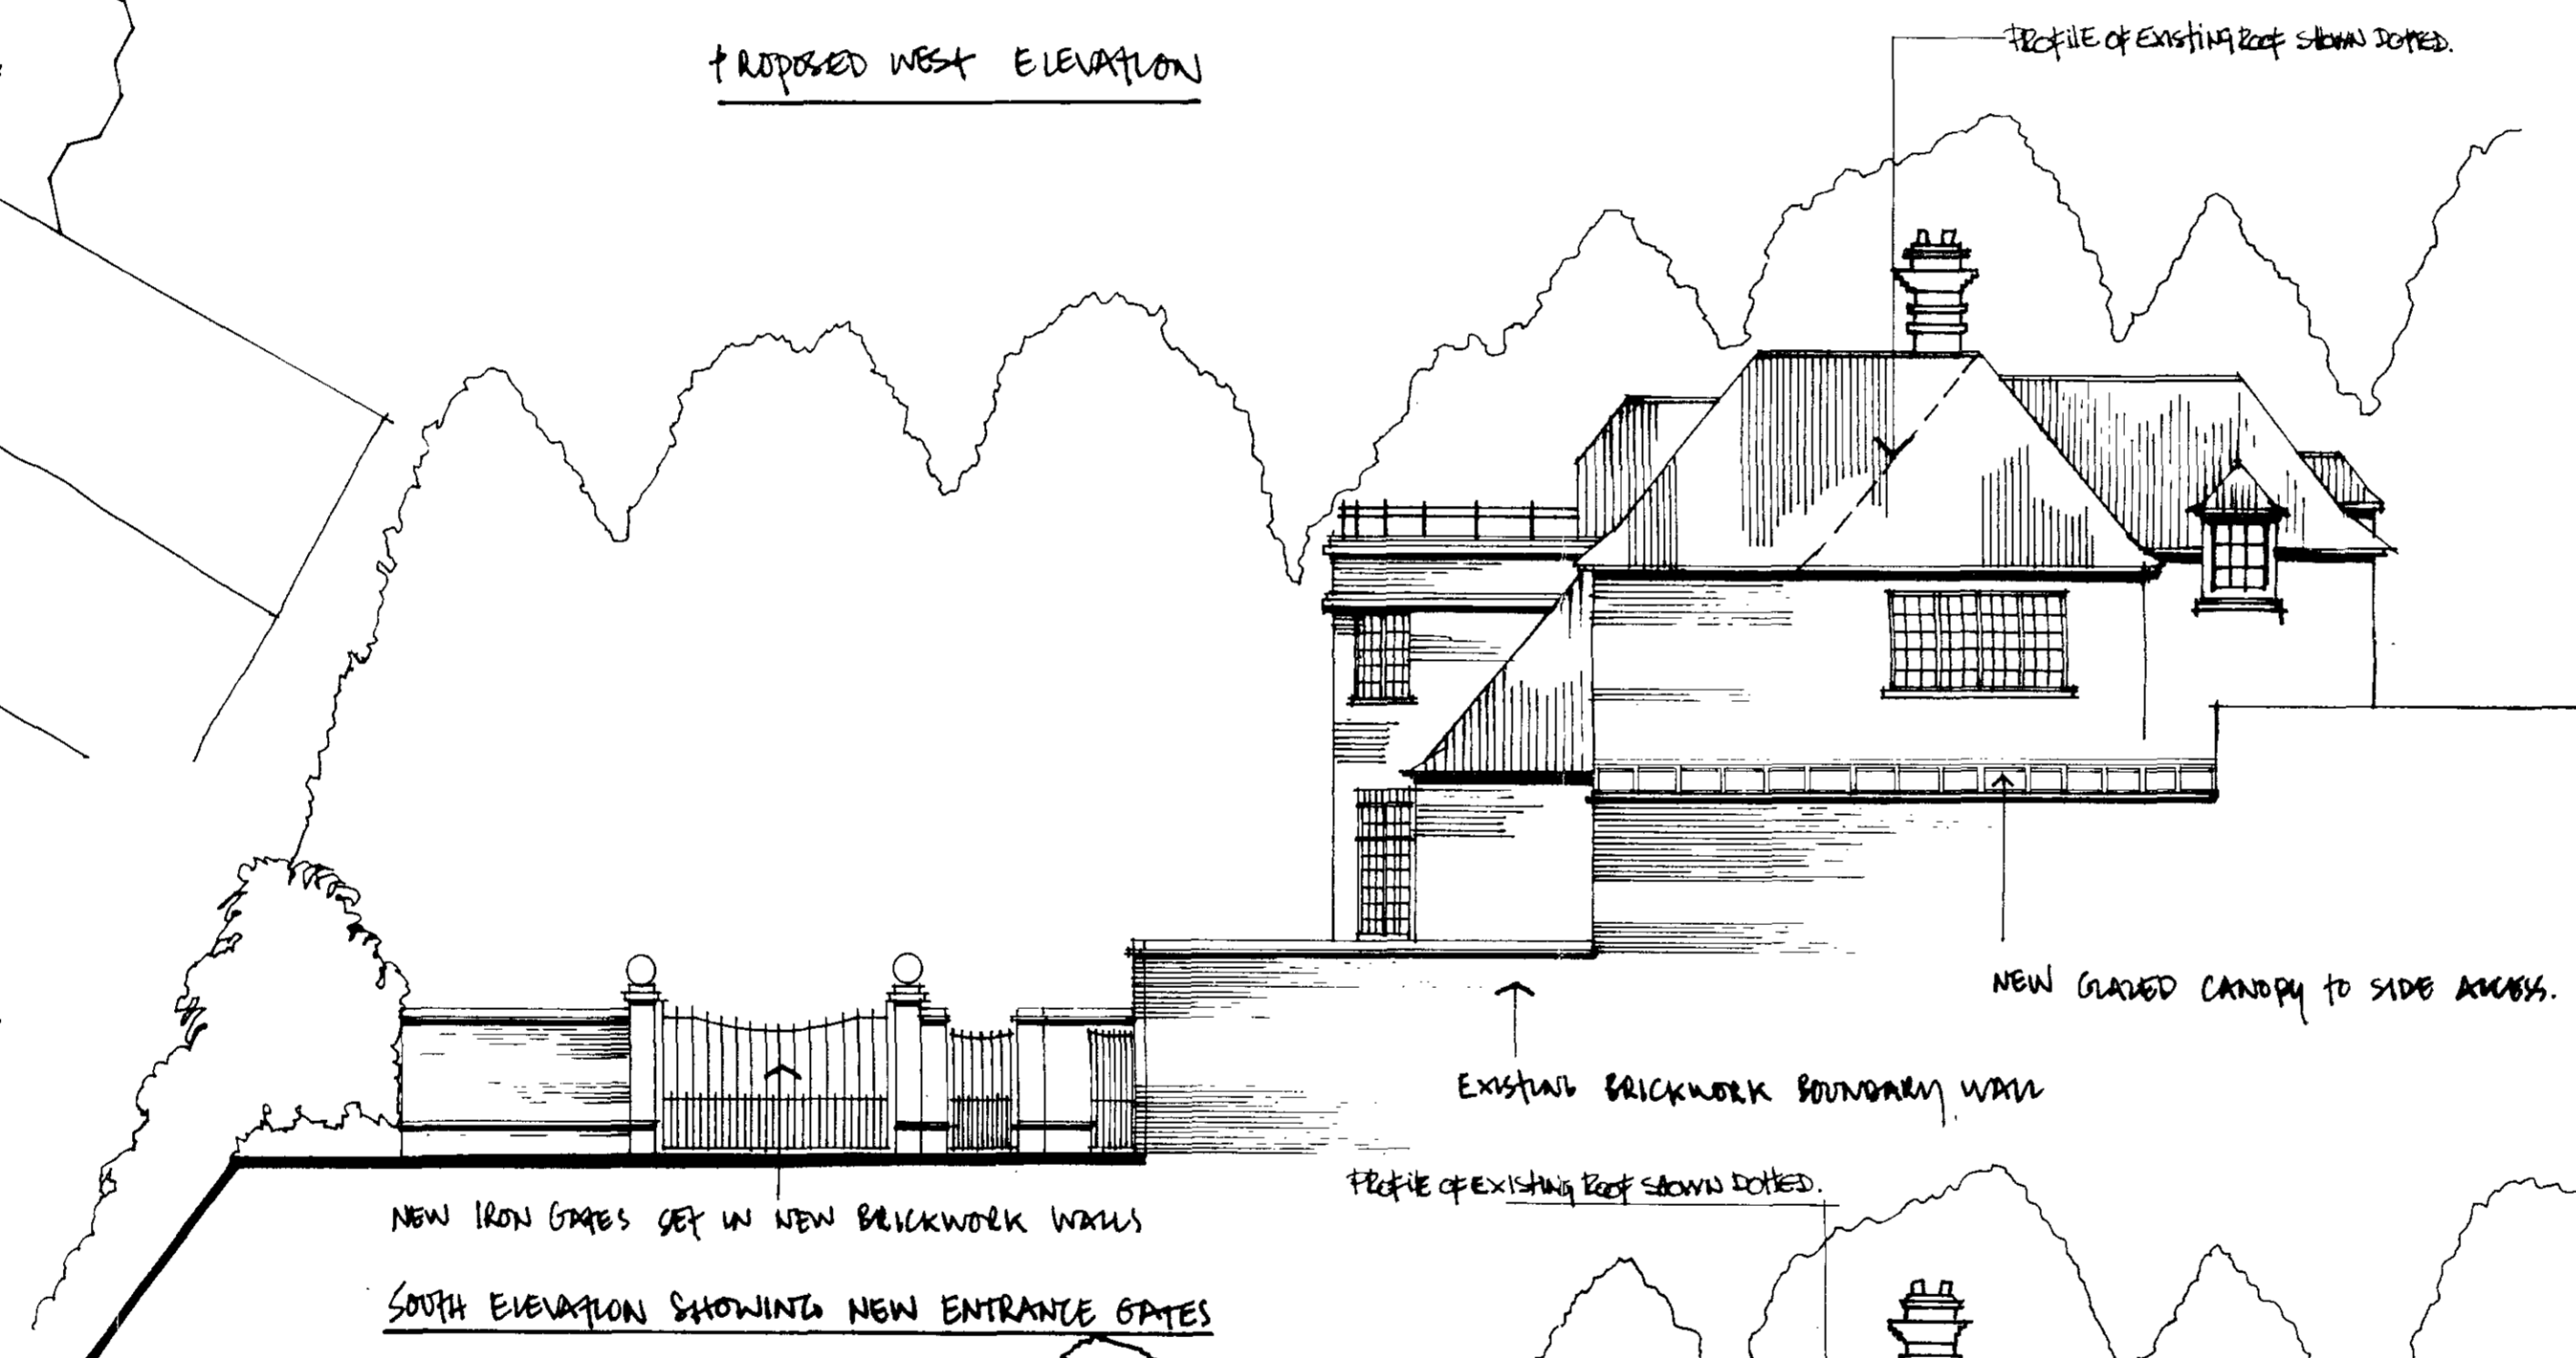 PROPOSED WEST ELEVATION
PROFILE OF EXISTING ROOF SHOWN DOTTED.
NEW GLAZED CANOPY TO SIDE ACCESS.
EXISTING BRICKWORK BOUNDARY WALL
PROFILE OF EXISTING ROOF SHOWN DOTTED.
NEW IRON GATES SET IN NEW BRICKWORK WALLS
SOUTH ELEVATION SHOWING NEW ENTRANCE GATES